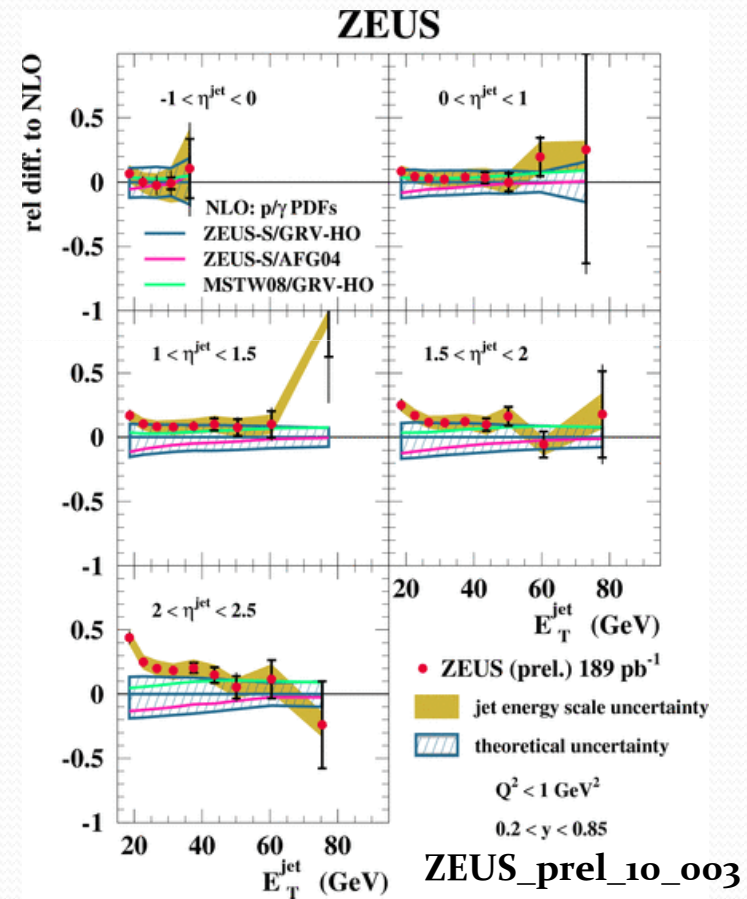 ZEUS
rel diff. to NLO
-1 < η^jet < 0
0 < η^jet < 1
0.5
0
-0.5
-1
NLO: p/γ PDFs
ZEUS-S/GRV-HO
ZEUS-S/AFG04
MSTW08/GRV-HO
1 < η^jet < 1.5
1.5 < η^jet < 2
0.5
0
-0.5
-1
20 40 60 80
E_T^jet (GeV)
2 < η^jet < 2.5
0.5
0
-0.5
-1
20 40 60 80
E_T^jet (GeV)
ZEUS (prel.) 189 pb^-1
jet energy scale uncertainty
theoretical uncertainty
Q² < 1 GeV²
0.2 < y < 0.85
ZEUS_prel_10_003